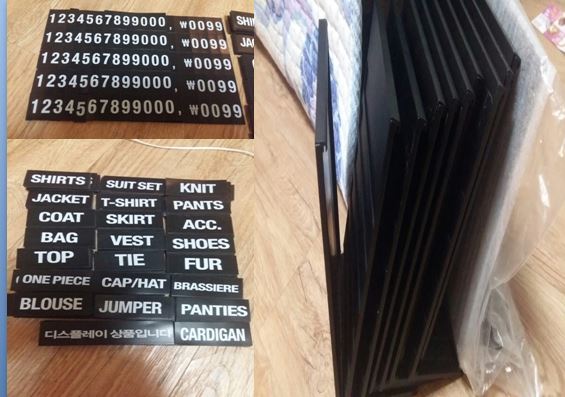 1234567899000, ₩0099
1234567899000, ₩0099
1234567899000, ₩0099
1234567899000, ₩0099
1234567899000, ₩0099
SHI
JA
SHIRTS SUIT SET KNIT
JACKET T-SHIRT PANTS
COAT SKIRT ACC.
BAG VEST SHOES
TOP TIE FUR
ONE PIECE CAP/HAT BRASSIERE
BLOUSE JUMPER PANTIES
디스플레이 상품입니다 CARDIGAN